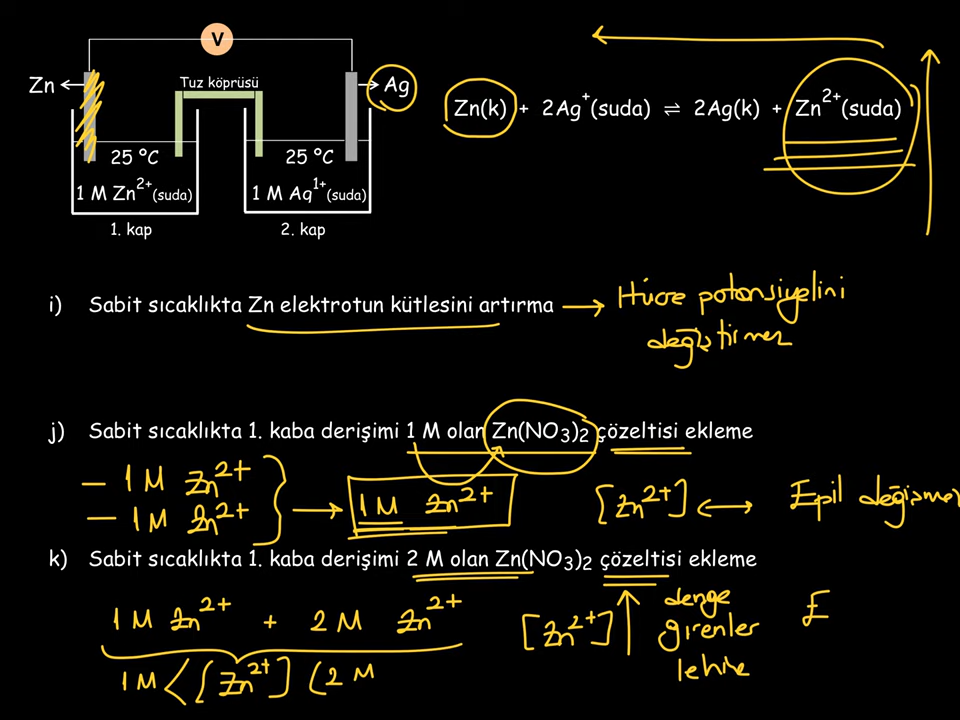 V
Zn
Tuz köprüsü
Ag
Zn(k) + 2Ag⁺(suda) ⇌ 2Ag(k) + Zn²⁺(suda)
25 °C
25 °C
1 M Zn²⁺(suda)
1 M Ag¹⁺(suda)
1. kap
2. kap
i) Sabit sıcaklıkta Zn elektrotun kütlesini artırma → Hücre potansiyelini
değiştirmez
j) Sabit sıcaklıkta 1. kaba derişimi 1 M olan Zn(NO3)2 çözeltisi ekleme
– 1 M Zn²⁺
– 1 M Zn²⁺
→ 1 M Zn²⁺
[Zn²⁺] ↔ Epil değişmez
k) Sabit sıcaklıkta 1. kaba derişimi 2 M olan Zn(NO3)2 çözeltisi ekleme
1 M Zn²⁺ + 2 M Zn²⁺
1 M < [Zn²⁺] < 2 M
[Zn²⁺] ↑
denge
girenler
lehine
E